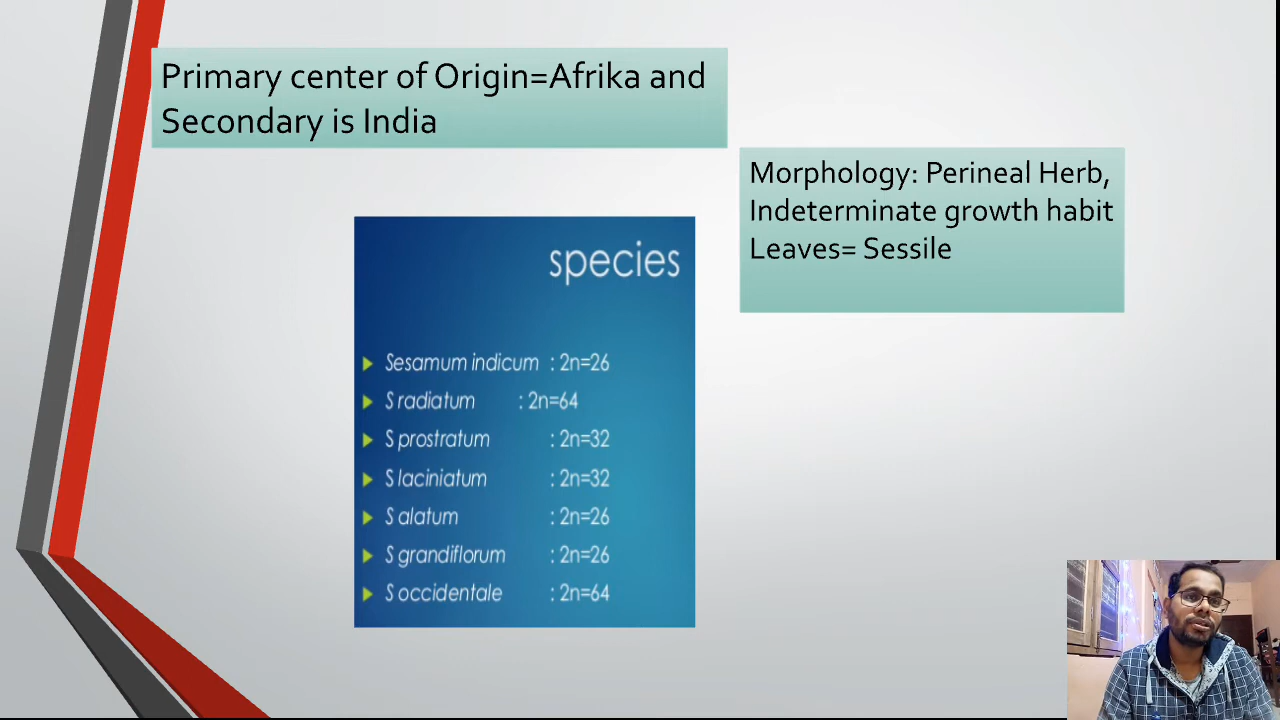 Primary center of Origin=Afrika and
Secondary is India
Morphology: Perineal Herb,
Indeterminate growth habit
Leaves= Sessile
species
Sesamum indicum : 2n=26
S radiatum : 2n=64
S prostratum : 2n=32
S laciniatum : 2n=32
S alatum : 2n=26
S grandiflorum : 2n=26
S occidentale : 2n=64